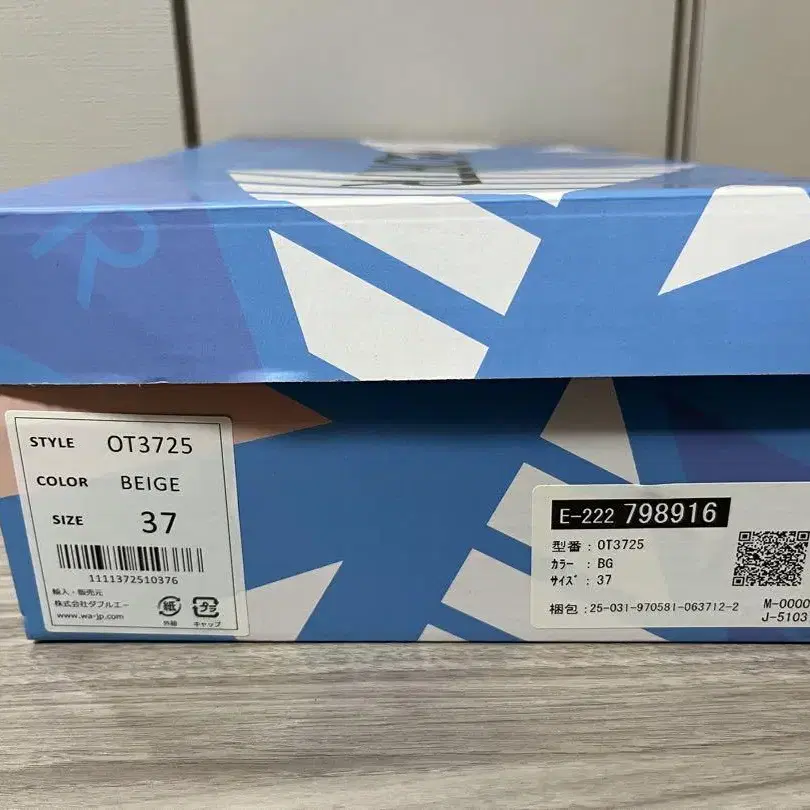 R
STYLE OT3725
COLOR BEIGE
SIZE 37
1111372510376
輸入・販売元
株式会社ダブルエー
www.wa-jp.com
紙
外箱
プラ
キャップ
E-222 798916
型番：OT3725
カラー：BG
サイズ：37
梱包：25-031-970581-063712-2
M-0000
J-5103